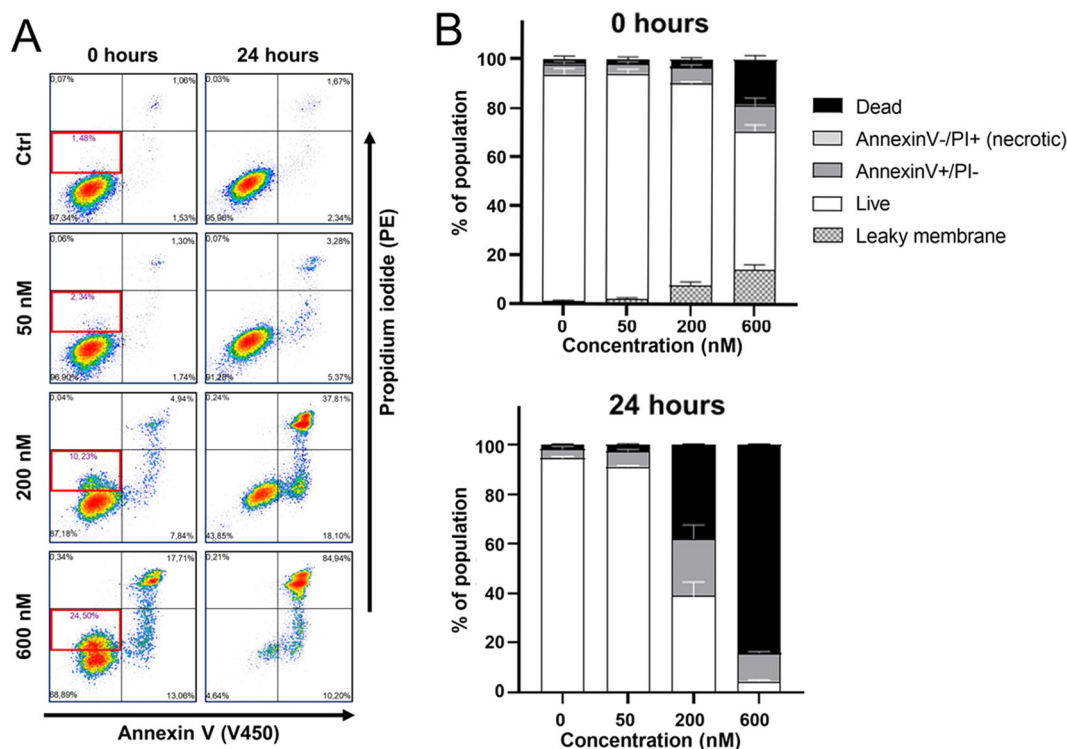 A
0 hours
24 hours
Ctrl
0,07%
1,06%
1,48%
97,34%
1,53%
0,03%
1,67%
95,96%
2,34%
50 nM
0,06%
1,30%
2,34%
96,90%
1,74%
0,07%
3,28%
91,28%
5,37%
200 nM
0,04%
4,94%
10,23%
87,18%
7,84%
0,24%
37,81%
43,85%
18,10%
600 nM
0,34%
17,71%
24,50%
68,89%
13,06%
0,21%
84,94%
4,64%
10,20%
Propidium iodide (PE)
Annexin V (V450)
B
0 hours
% of population
100
80
60
40
20
0
0 50 200 600
Concentration (nM)
Dead
AnnexinV-/PI+ (necrotic)
AnnexinV+/PI-
Live
Leaky membrane
24 hours
% of population
100
80
60
40
20
0
0 50 200 600
Concentration (nM)